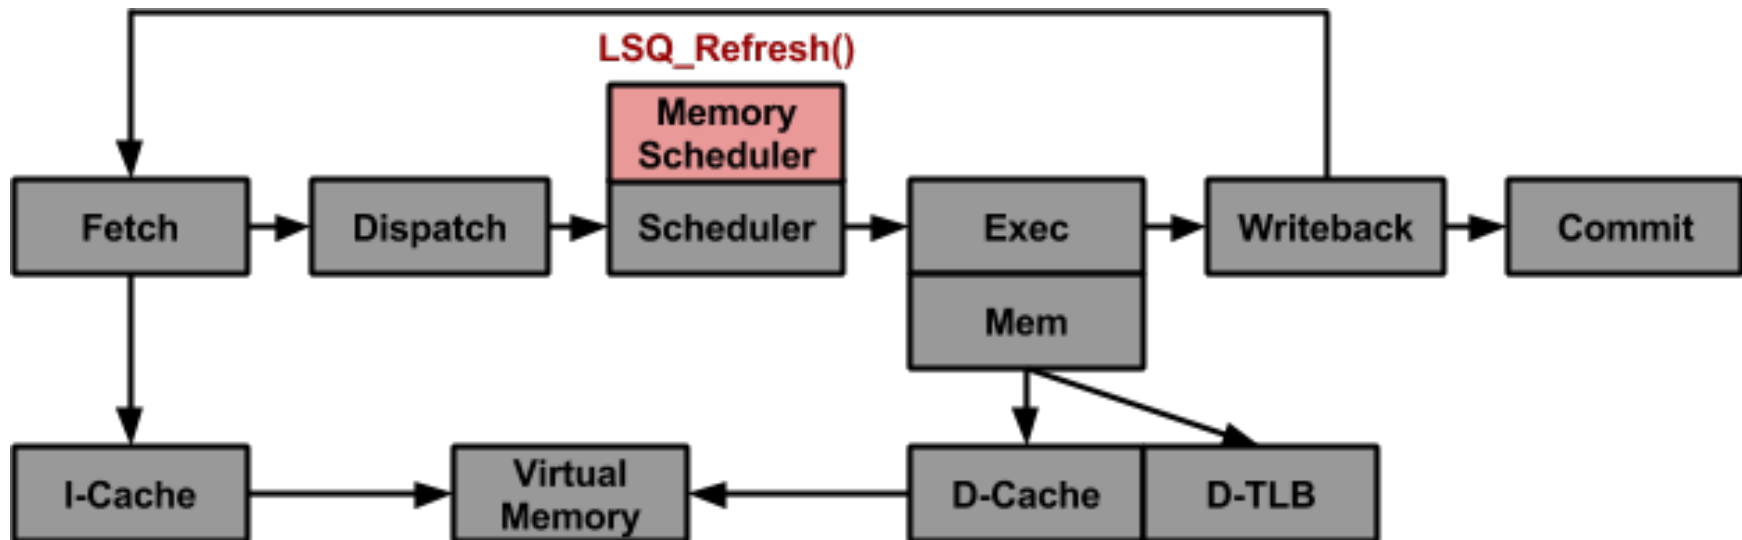 LSQ_Refresh()
Memory
Scheduler
Fetch
Dispatch
Scheduler
Exec
Writeback
Commit
Mem
I-Cache
Virtual
Memory
D-Cache
D-TLB